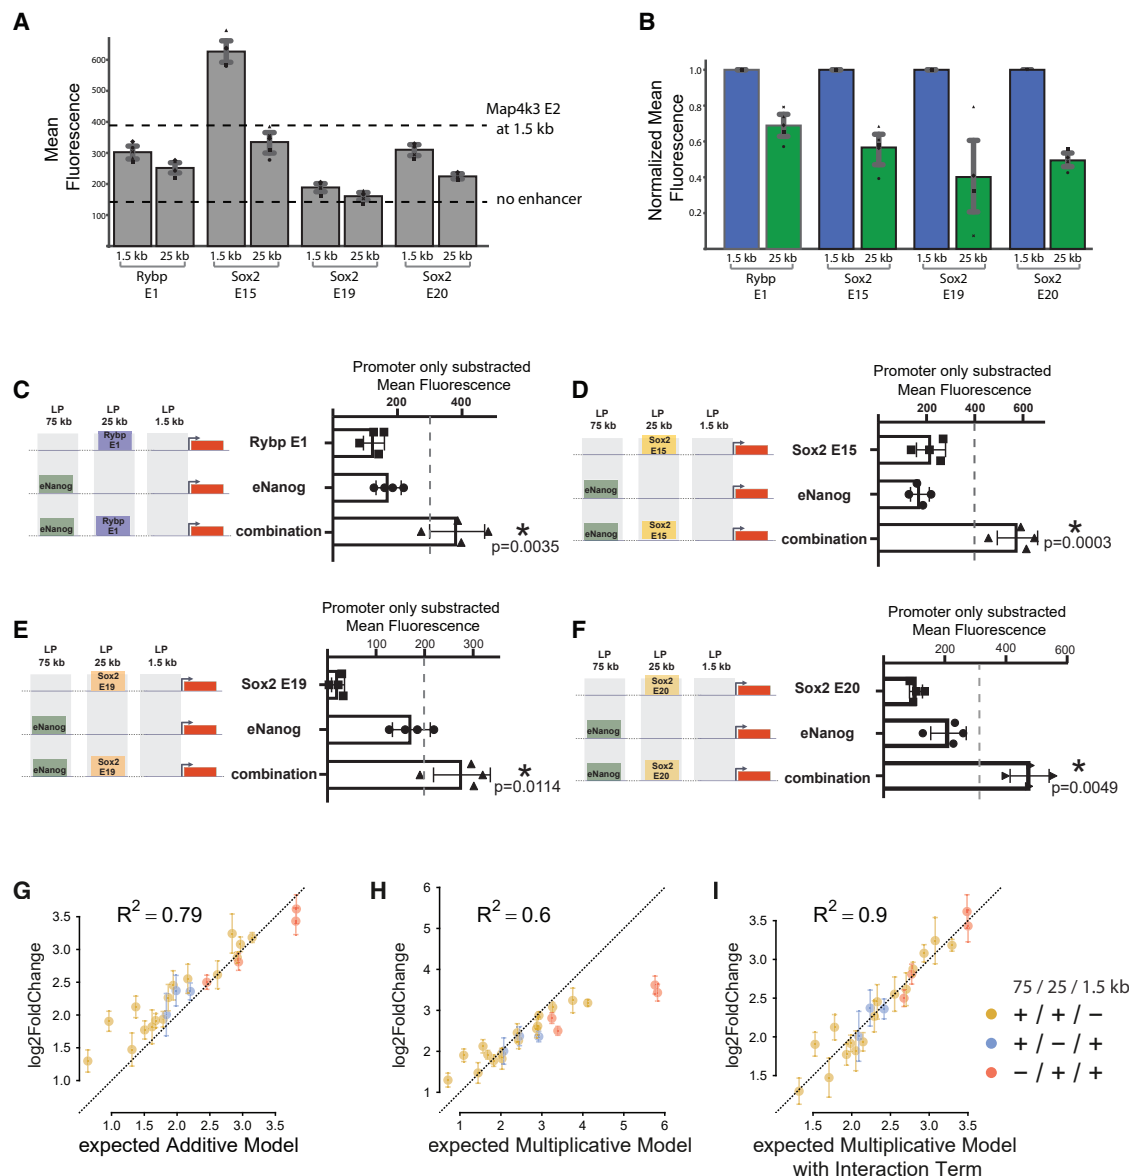 A
Mean
Fluorescence
600
500
400
300
200
100
Map4k3 E2
at 1.5 kb
no enhancer
1.5 kb 25 kb 1.5 kb 25 kb 1.5 kb 25 kb 1.5 kb 25 kb
Rybp
E1
Sox2
E15
Sox2
E19
Sox2
E20
B
Normalized Mean
Fluorescence
1.0
0.8
0.6
0.4
0.2
1.5 kb 25 kb 1.5 kb 25 kb 1.5 kb 25 kb 1.5 kb 25 kb
Rybp
E1
Sox2
E15
Sox2
E19
Sox2
E20
C
LP
75 kb
LP
25 kb
LP
1.5 kb
Rybp
E1
eNanog
eNanog
Rybp
E1
Promoter only substracted
Mean Fluorescence
200 400
Rybp E1
eNanog
combination
*
p=0.0035
D
LP
75 kb
LP
25 kb
LP
1.5 kb
Sox2
E15
eNanog
eNanog
Sox2
E15
Promoter only substracted
Mean Fluorescence
200 400 600
Sox2 E15
eNanog
combination
*
p=0.0003
E
LP
75 kb
LP
25 kb
LP
1.5 kb
Sox2
E19
eNanog
eNanog
Sox2
E19
Promoter only substracted
Mean Fluorescence
100 200 300
Sox2 E19
eNanog
combination
*
p=0.0114
F
LP
75 kb
LP
25 kb
LP
1.5 kb
Sox2
E20
eNanog
eNanog
Sox2
E20
Promoter only substracted
Mean Fluorescence
200 400 600
Sox2 E20
eNanog
combination
*
p=0.0049
G
R² = 0.79
log2FoldChange
3.5
3.0
2.5
2.0
1.5
1.0
1.0 1.5 2.0 2.5 3.0 3.5
expected Additive Model
H
R² = 0.6
log2FoldChange
6
5
4
3
2
1
1 2 3 4 5 6
expected Multiplicative Model
I
R² = 0.9
log2FoldChange
3.5
3.0
2.5
2.0
1.5
1.5 2.0 2.5 3.0 3.5
expected Multiplicative Model
with Interaction Term
75 / 25 / 1.5 kb
+ / + / −
+ / − / +
− / + / +